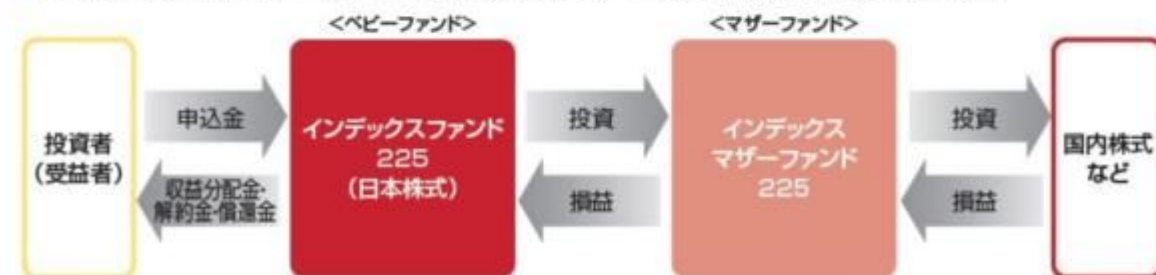 <ベビーファンド>
<マザーファンド>
投資者
(受益者)
申込金
収益分配金・
解約金・償還金
インデックスファンド
225
(日本株式)
投資
損益
インデックス
マザーファンド
225
投資
損益
国内株式
など